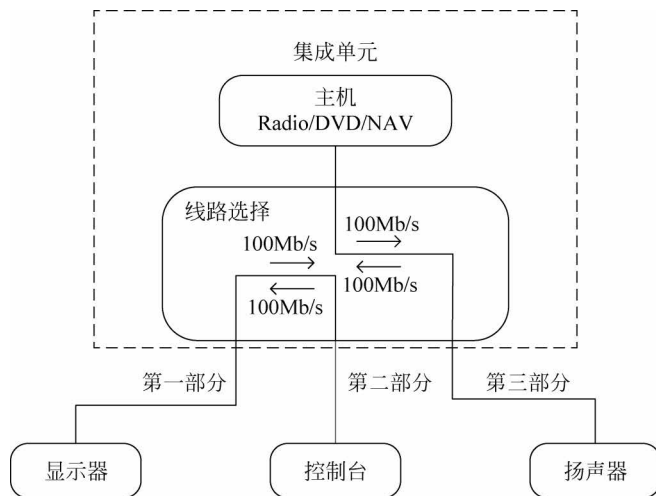 集成单元
主机
Radio/DVD/NAV
线路选择
100Mb/s
100Mb/s
100Mb/s
100Mb/s
第一部分
第二部分
第三部分
显示器
控制台
扬声器